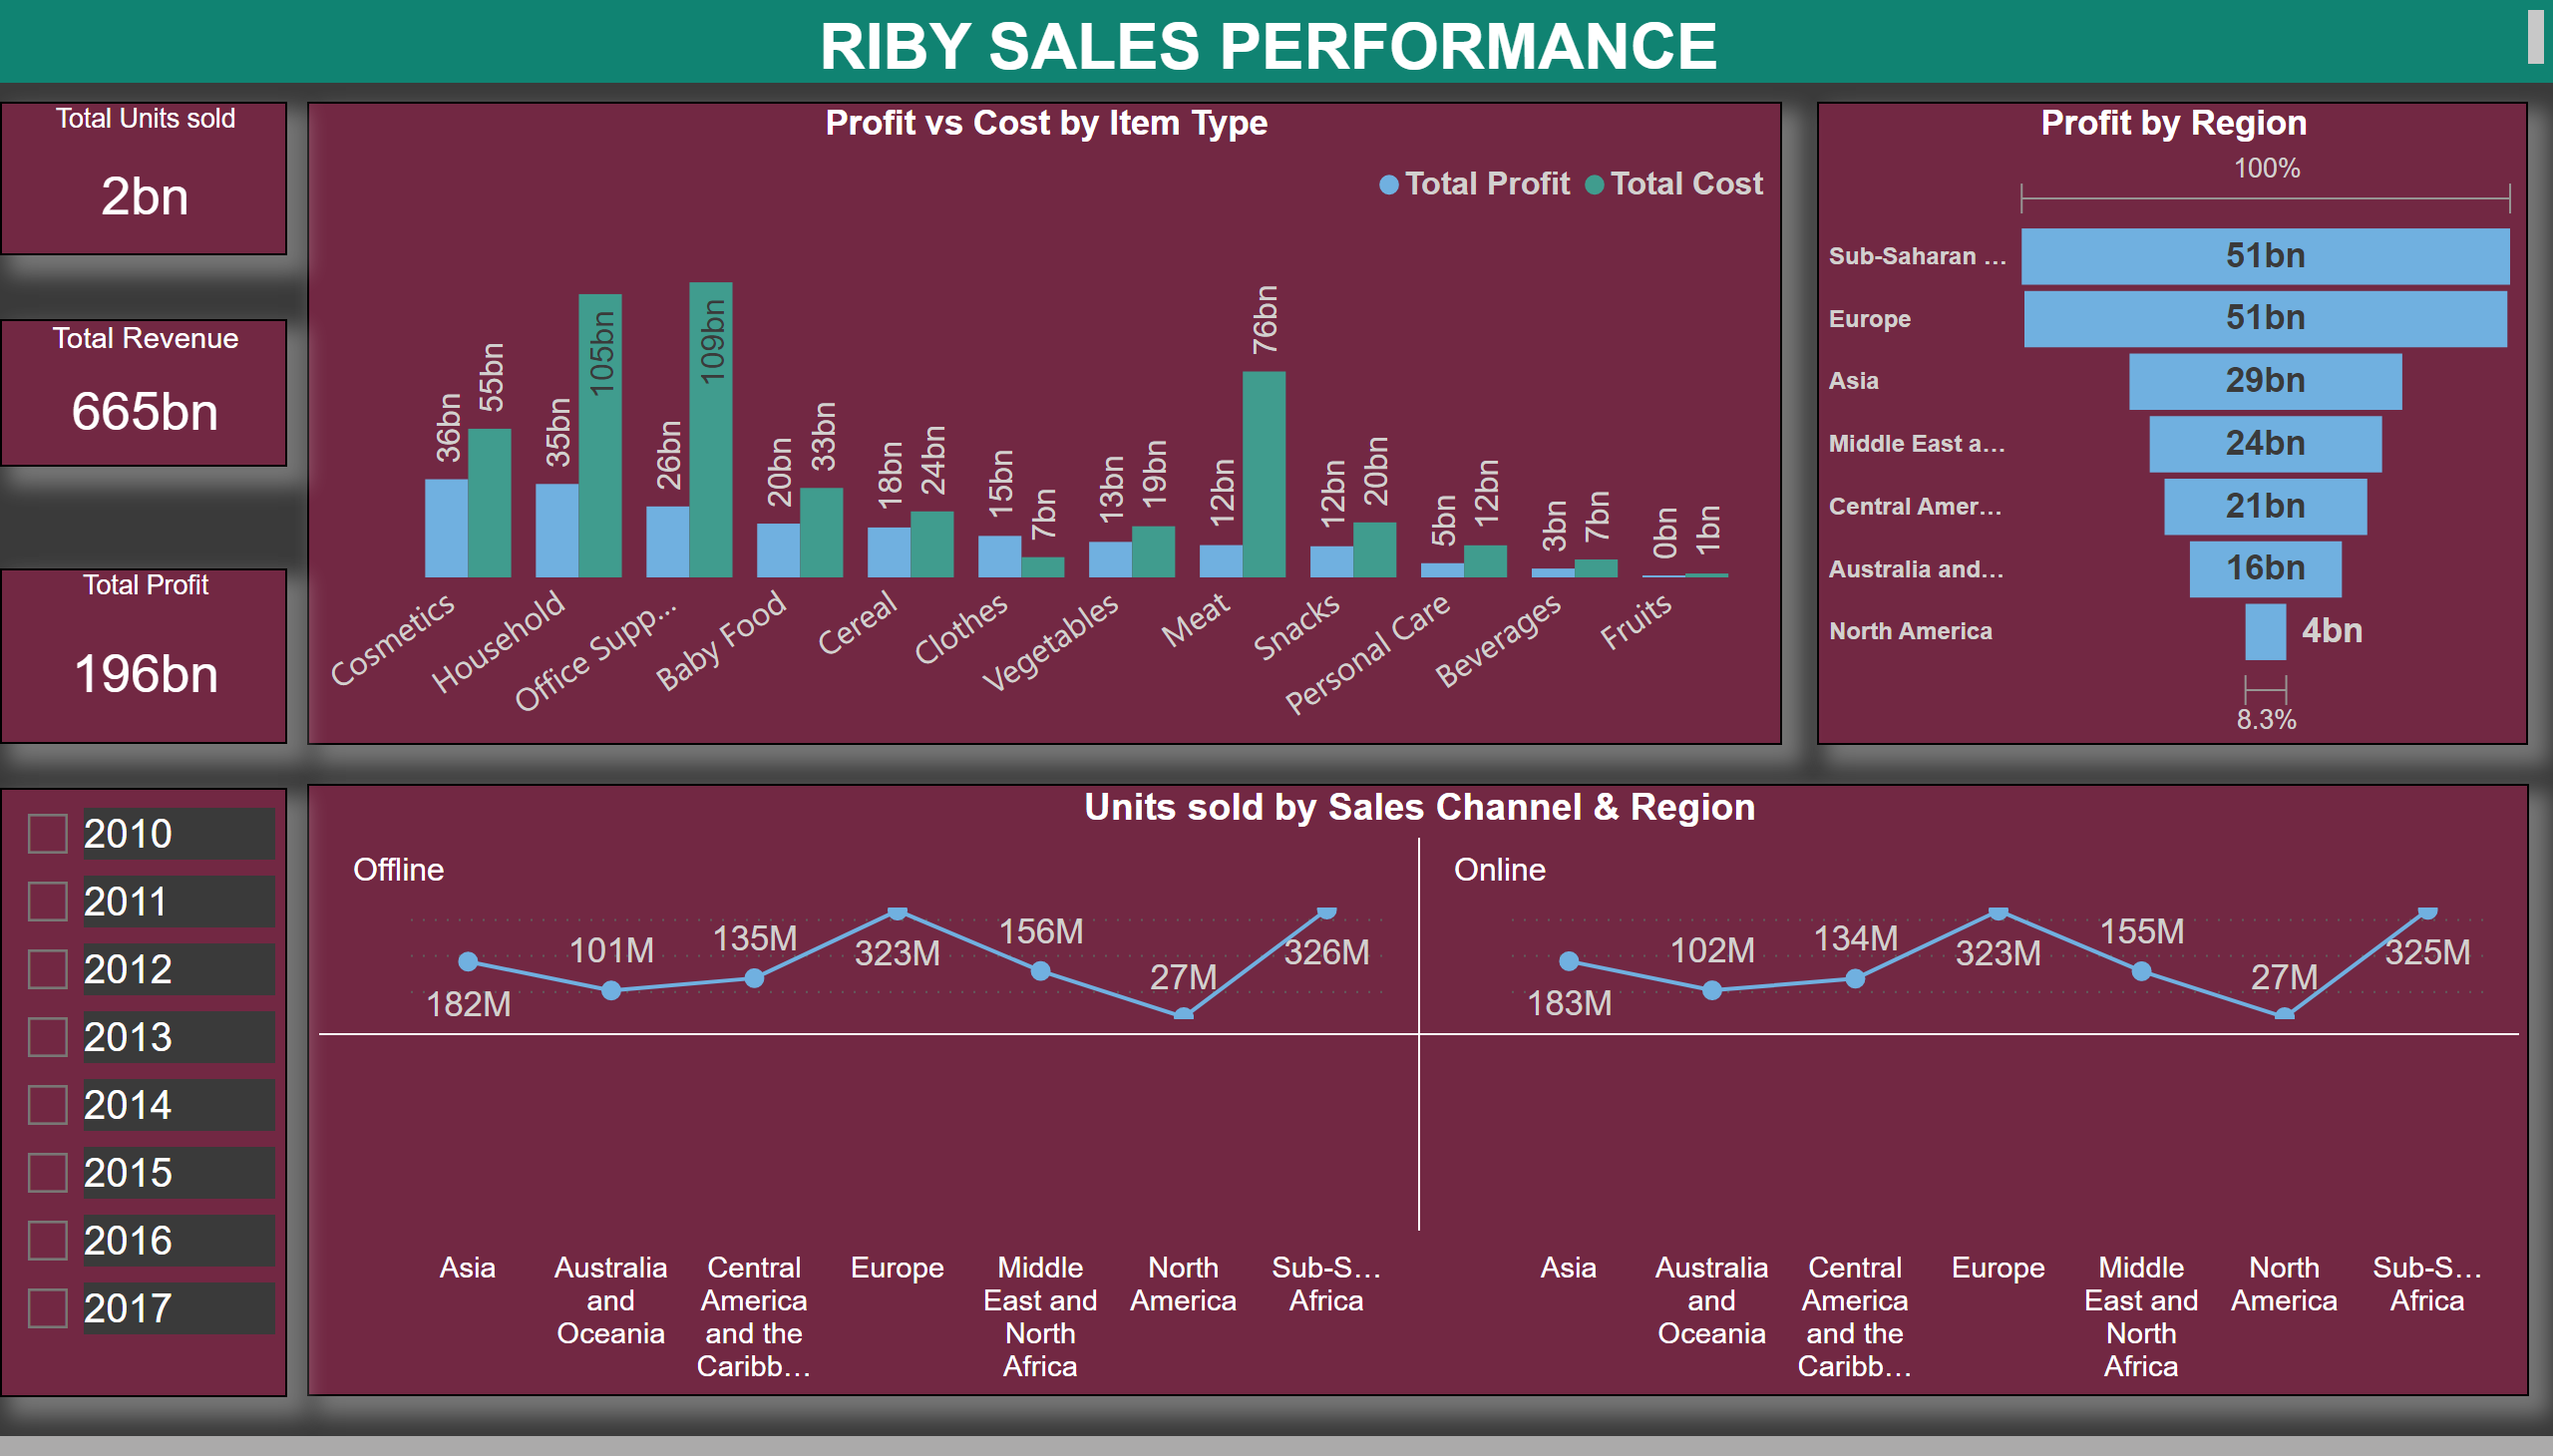 RIBY SALES PERFORMANCE
Total Units sold
2bn
Total Revenue
665bn
Total Profit
196bn
Profit vs Cost by Item Type
Total Profit Total Cost
36bn 55bn 35bn 105bn 26bn 109bn 20bn 33bn 18bn 24bn 15bn 7bn 13bn 19bn 12bn 76bn 12bn 20bn 5bn 12bn 3bn 7bn 0bn 1bn
Cosmetics Household Office Supp... Baby Food Cereal Clothes Vegetables Meat Snacks Personal Care Beverages Fruits
Profit by Region
100%
Sub-Saharan ... 51bn
Europe 51bn
Asia 29bn
Middle East a... 24bn
Central Amer... 21bn
Australia and... 16bn
North America 4bn
8.3%
2010
2011
2012
2013
2014
2015
2016
2017
Units sold by Sales Channel & Region
Offline
182M 101M 135M 323M 156M 27M 326M
Asia
Australia
and
Oceania
Central
America
and the
Caribb...
Europe
Middle
East and
North
Africa
North
America
Sub-S...
Africa
Online
183M 102M 134M 323M 155M 27M 325M
Asia
Australia
and
Oceania
Central
America
and the
Caribb...
Europe
Middle
East and
North
Africa
North
America
Sub-S...
Africa